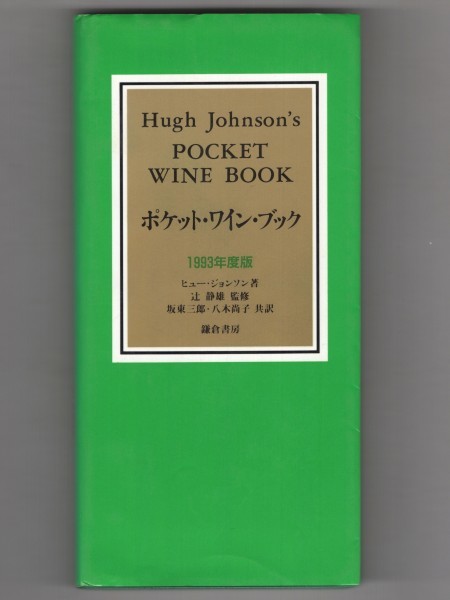 Hugh Johnson's
POCKET
WINE BOOK
ポケット・ワイン・ブック
1993年度版
ヒュー・ジョンソン著
辻 静雄 監修
坂東三郎・八木尚子 共訳
鎌倉書房